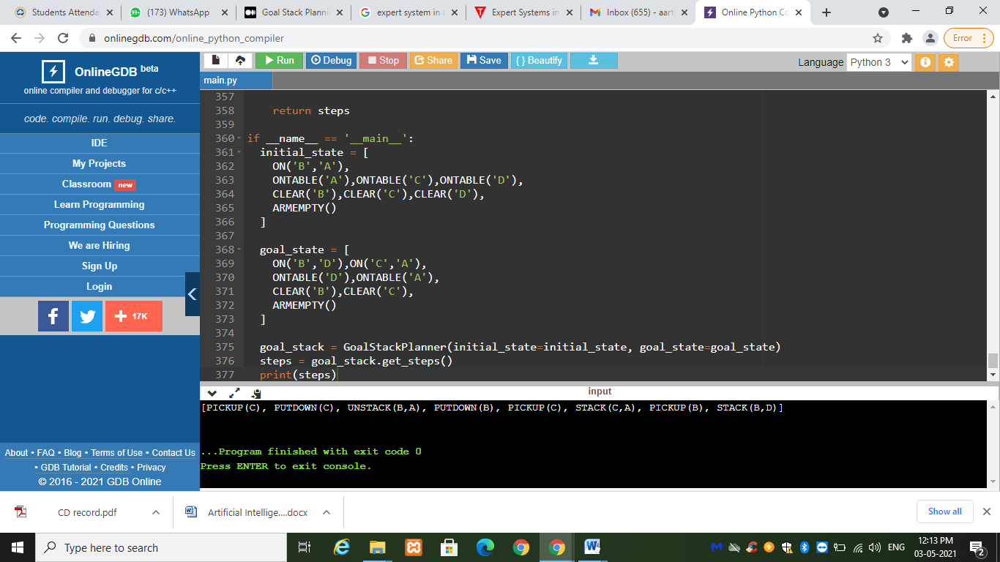 Students Attenda
(173) WhatsApp
Goal Stack Planni
expert system in a
Expert Systems in
Inbox (655) - aart
Online Python Co
onlinegdb.com/online_python_compiler
Error
OnlineGDB beta
online compiler and debugger for c/c++
code. compile. run. debug. share.
IDE
My Projects
Classroom new
Learn Programming
Programming Questions
We are Hiring
Sign Up
Login
17K
About • FAQ • Blog • Terms of Use • Contact Us
• GDB Tutorial • Credits • Privacy
© 2016 - 2021 GDB Online
Run Debug Stop Share Save { } Beautify
Language Python 3
main.py
357
358 return steps
359
360 if __name__ == '__main__':
361 initial_state = [
362 ON('B','A'),
363 ONTABLE('A'),ONTABLE('C'),ONTABLE('D'),
364 CLEAR('B'),CLEAR('C'),CLEAR('D'),
365 ARMEMPTY()
366 ]
367
368 goal_state = [
369 ON('B','D'),ON('C','A'),
370 ONTABLE('D'),ONTABLE('A'),
371 CLEAR('B'),CLEAR('C'),
372 ARMEMPTY()
373 ]
374
375 goal_stack = GoalStackPlanner(initial_state=initial_state, goal_state=goal_state)
376 steps = goal_stack.get_steps()
377 print(steps)
input
[PICKUP(C), PUTDOWN(C), UNSTACK(B,A), PUTDOWN(B), PICKUP(C), STACK(C,A), PICKUP(B), STACK(B,D)]
...Program finished with exit code 0
Press ENTER to exit console.
CD record.pdf
Artificial Intellige....docx
Show all
Type here to search
ENG
12:13 PM
03-05-2021
2